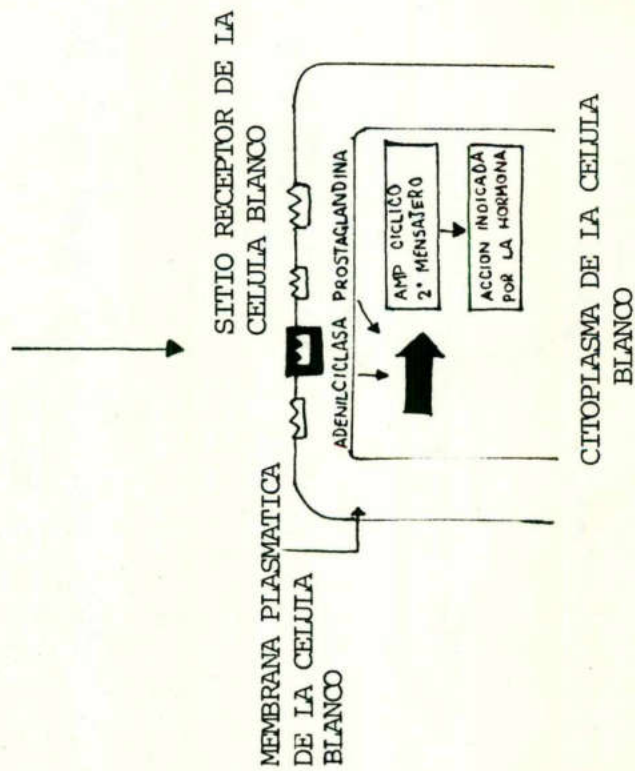 SITIO RECEPTOR DE LA
CELULA BLANCO
MEMBRANA PLASMATICA
DE LA CELULA
BLANCO
ADENILCICLASA PROSTAGLANDINA
AMP CICLICO
2° MENSAJERO
ACCION INDICADA
POR LA HORMONA
CITOPLASMA DE LA CELULA
BLANCO